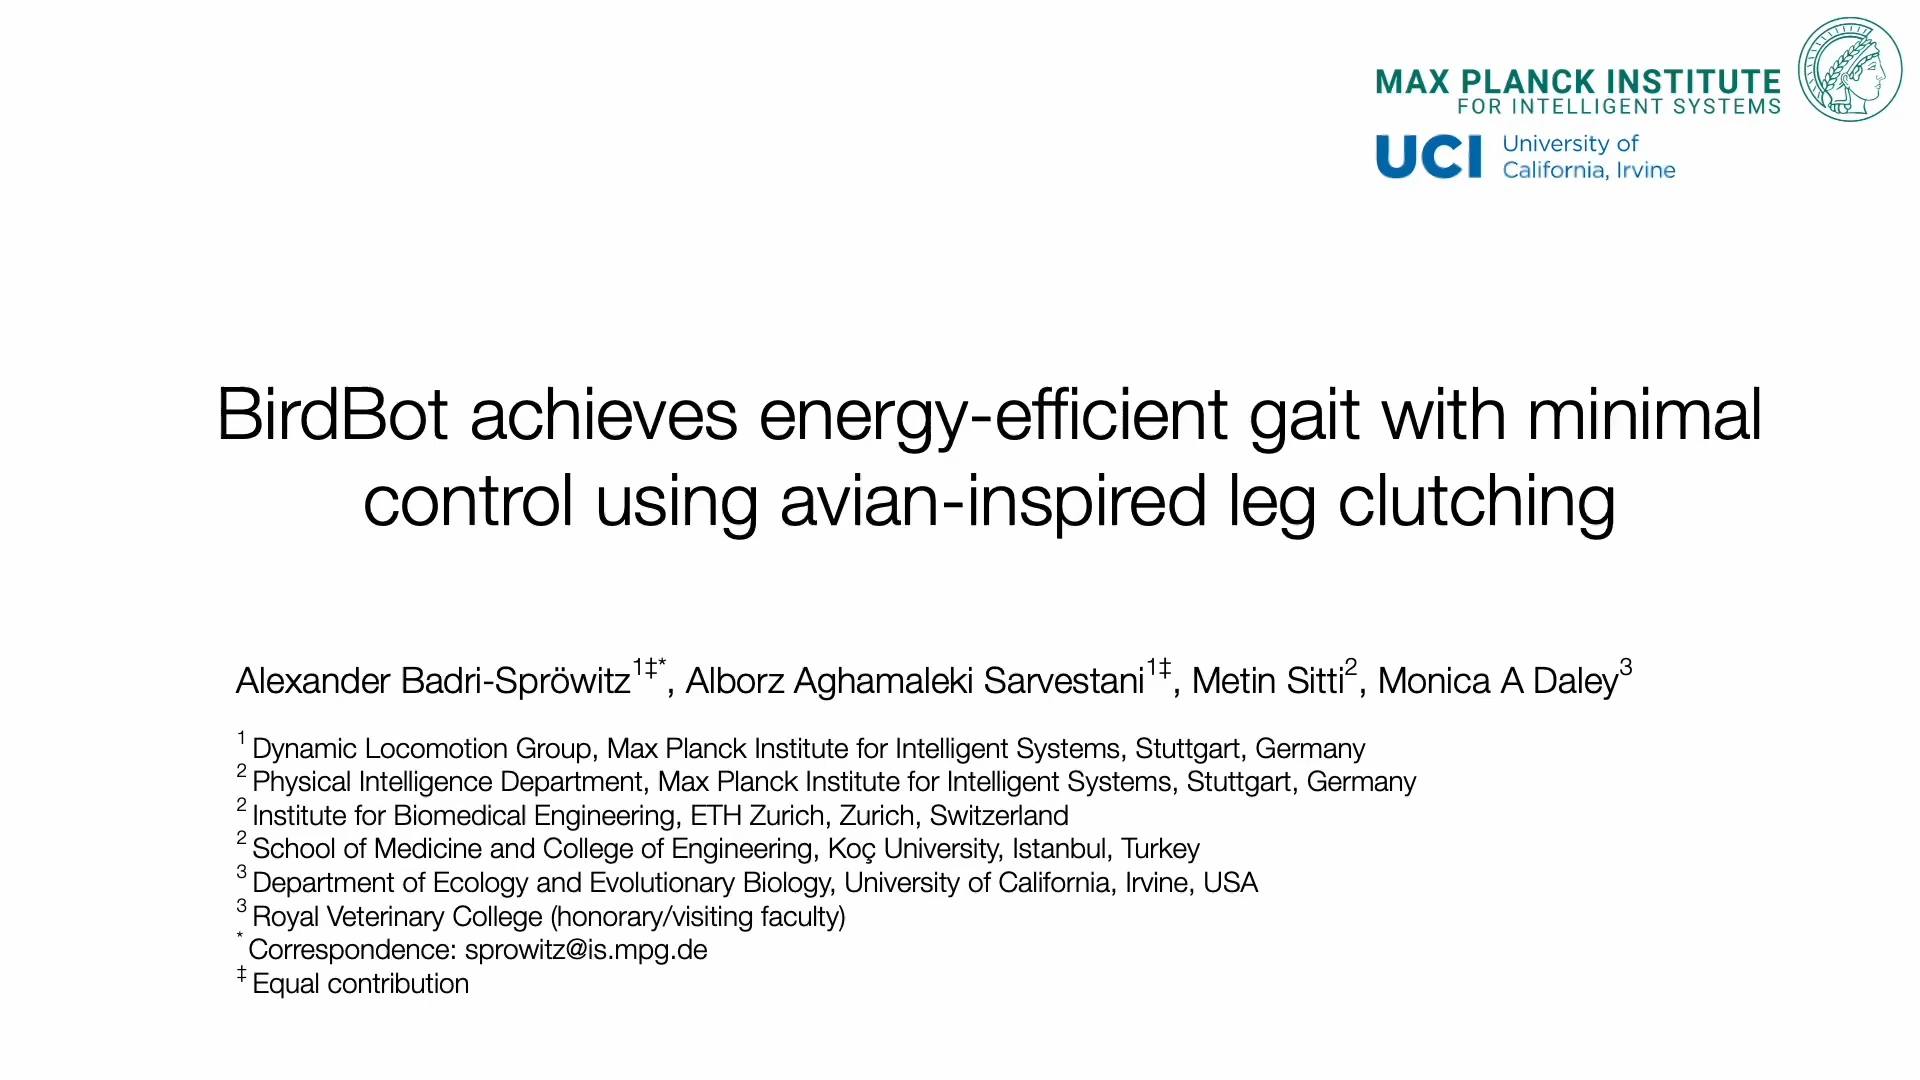 MAX PLANCK INSTITUTE
FOR INTELLIGENT SYSTEMS
UCI University of
California, Irvine
BirdBot achieves energy-efficient gait with minimal
control using avian-inspired leg clutching
Alexander Badri-Spröwitz1‡*, Alborz Aghamaleki Sarvestani1‡, Metin Sitti2, Monica A Daley3
1 Dynamic Locomotion Group, Max Planck Institute for Intelligent Systems, Stuttgart, Germany
2 Physical Intelligence Department, Max Planck Institute for Intelligent Systems, Stuttgart, Germany
2 Institute for Biomedical Engineering, ETH Zurich, Zurich, Switzerland
2 School of Medicine and College of Engineering, Koç University, Istanbul, Turkey
3 Department of Ecology and Evolutionary Biology, University of California, Irvine, USA
3 Royal Veterinary College (honorary/visiting faculty)
* Correspondence: sprowitz@is.mpg.de
‡ Equal contribution